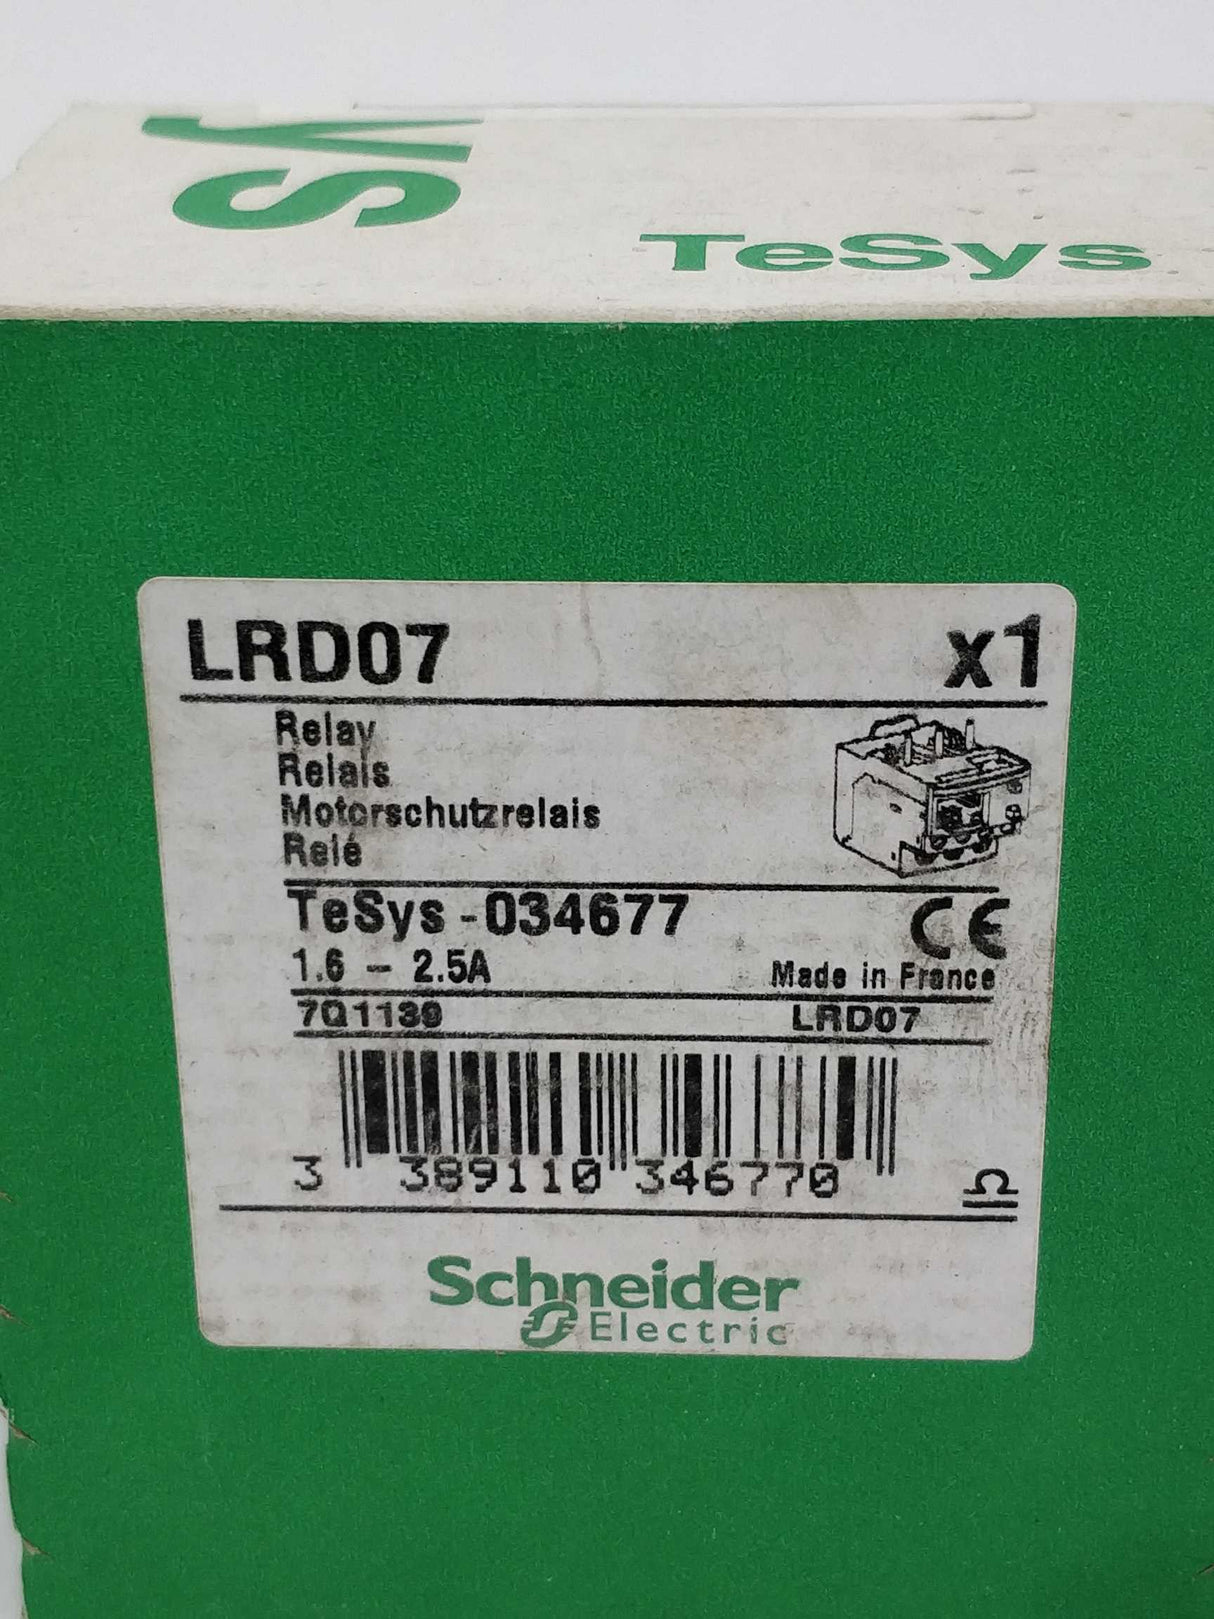 TeSys
LRD07 x1
Relay
Relais
Motorschutzrelais
Relé
TeSys - 034677
CE
1.6 - 2.5A Made in France
7Q1139 LRD07
3 389110 346770
Schneider
Electric